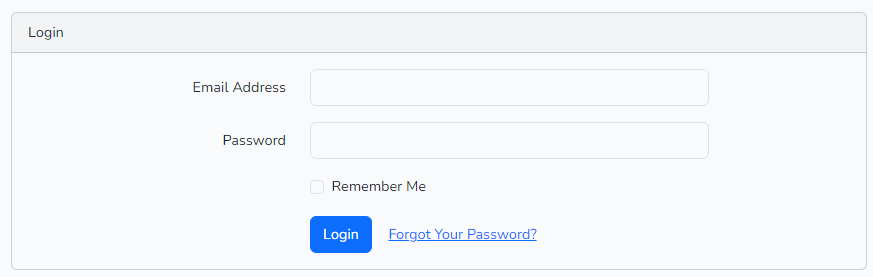 Login
Email Address
Password
Remember Me
Login Forgot Your Password?